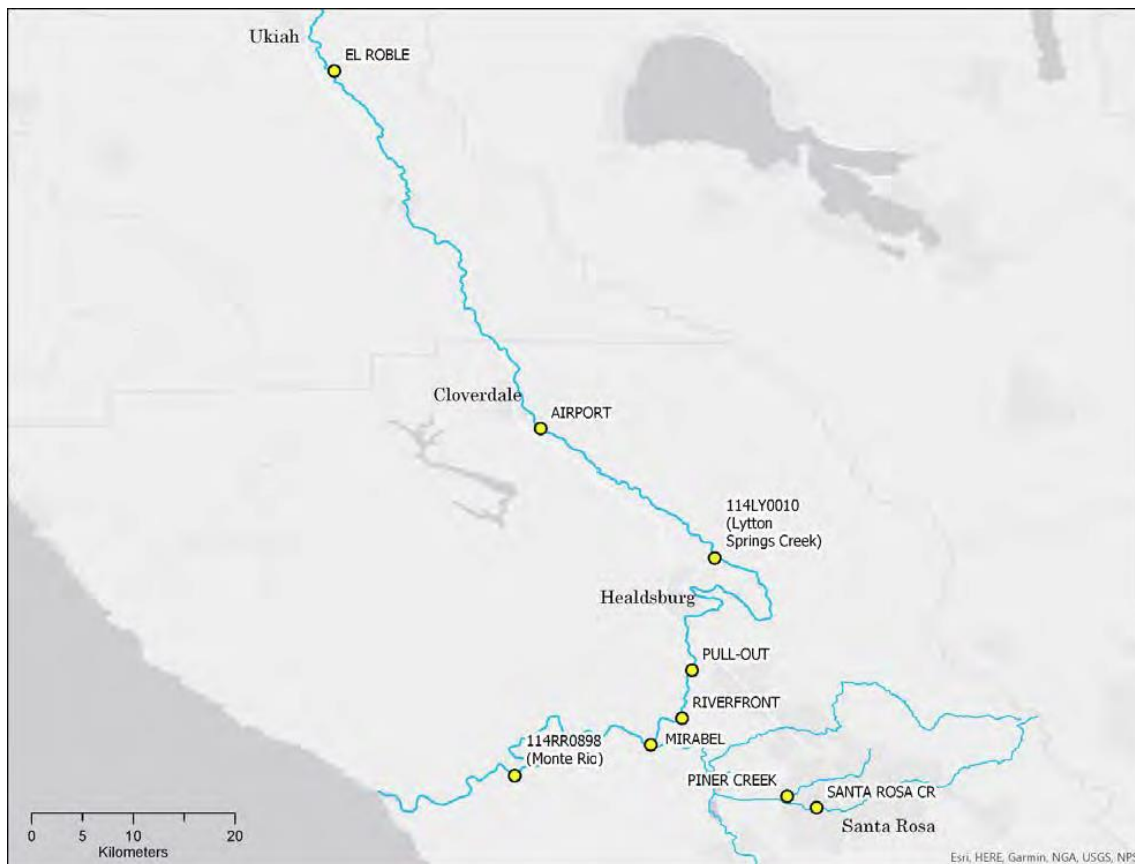 Ukiah
EL ROBLE
Cloverdale
AIRPORT
114LY0010
(Lytton
Springs Creek)
Healdsburg
PULL-OUT
RIVERFRONT
114RR0898
(Monte Ric)
MIRABEL
PINER CREEK
SANTA ROSA CR
Santa Rosa
0 5 10 20
Kilometers
Esri, HERE, Garmin, NGA, USGS, NPS